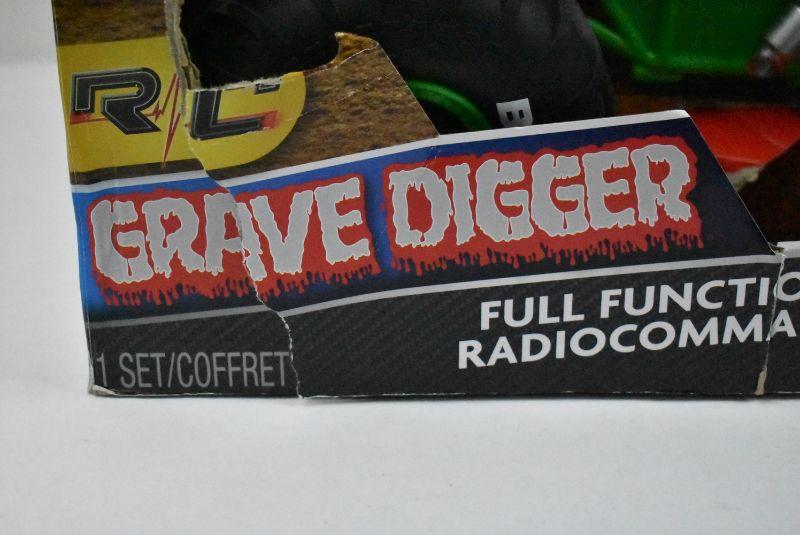 R/C
GRAVE DIGGER
FULL FUNCTIO
RADIOCOMMA
1 SET/COFFRET